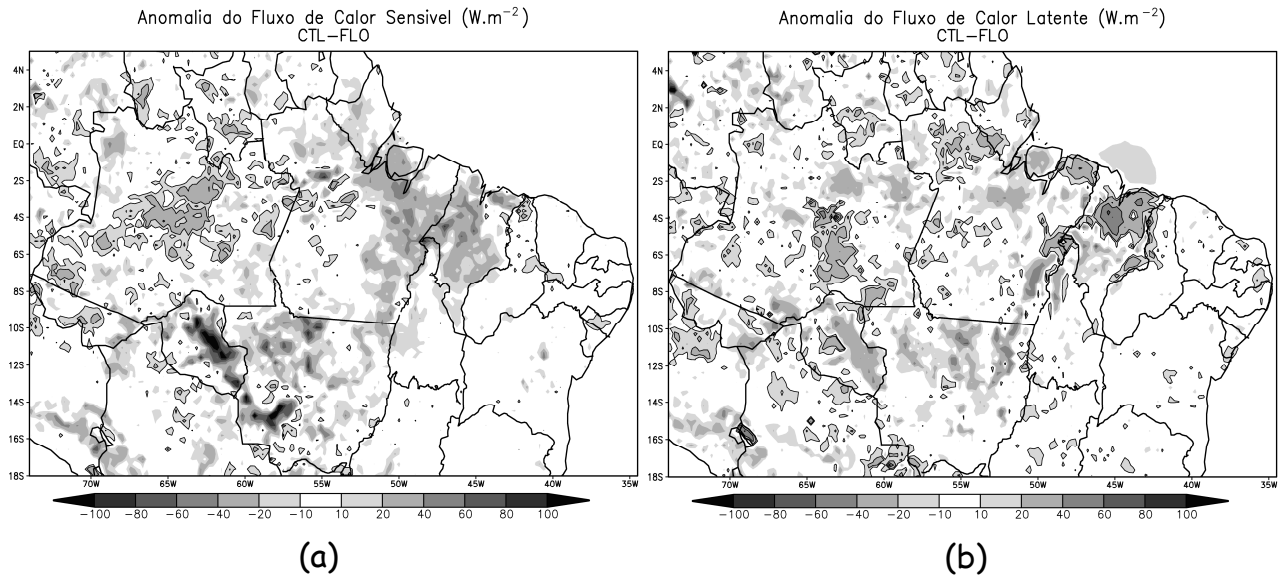 Anomalia do Fluxo de Calor Sensivel (W.m−2)
CTL−FLO
4N
2N
EQ
2S
4S
6S
8S
10S
12S
14S
16S
18S
70W 65W 60W 55W 50W 45W 40W 35W
−100 −80 −60 −40 −20 −10 10 20 40 60 80 100
(a)
Anomalia do Fluxo de Calor Latente (W.m−2)
CTL−FLO
4N
2N
EQ
2S
4S
6S
8S
10S
12S
14S
16S
18S
70W 65W 60W 55W 50W 45W 40W 35W
−100 −80 −60 −40 −20 −10 10 20 40 60 80 100
(b)